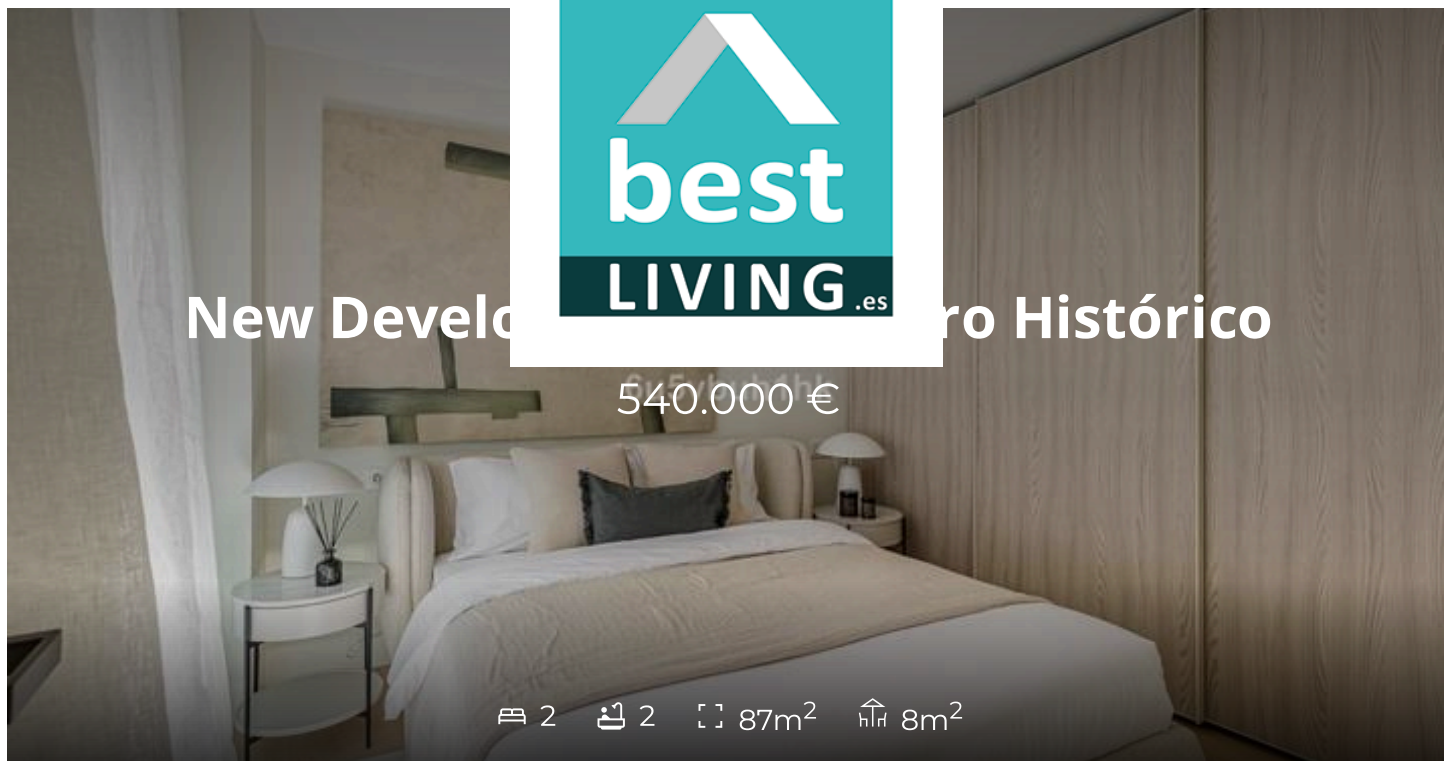 best
LIVING.es
New Develo ro Histórico
540.000 €
2 2 87m² 8m²